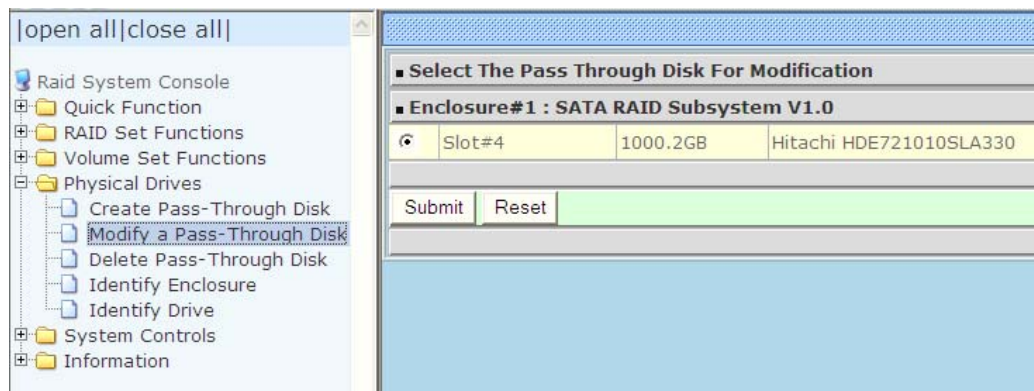 |open all|close all|
Raid System Console
Quick Function
RAID Set Functions
Volume Set Functions
Physical Drives
Create Pass-Through Disk
Modify a Pass-Through Disk
Delete Pass-Through Disk
Identify Enclosure
Identify Drive
System Controls
Information
Select The Pass Through Disk For Modification
Enclosure#1 : SATA RAID Subsystem V1.0
Slot#4 1000.2GB Hitachi HDE721010SLA330
Submit Reset